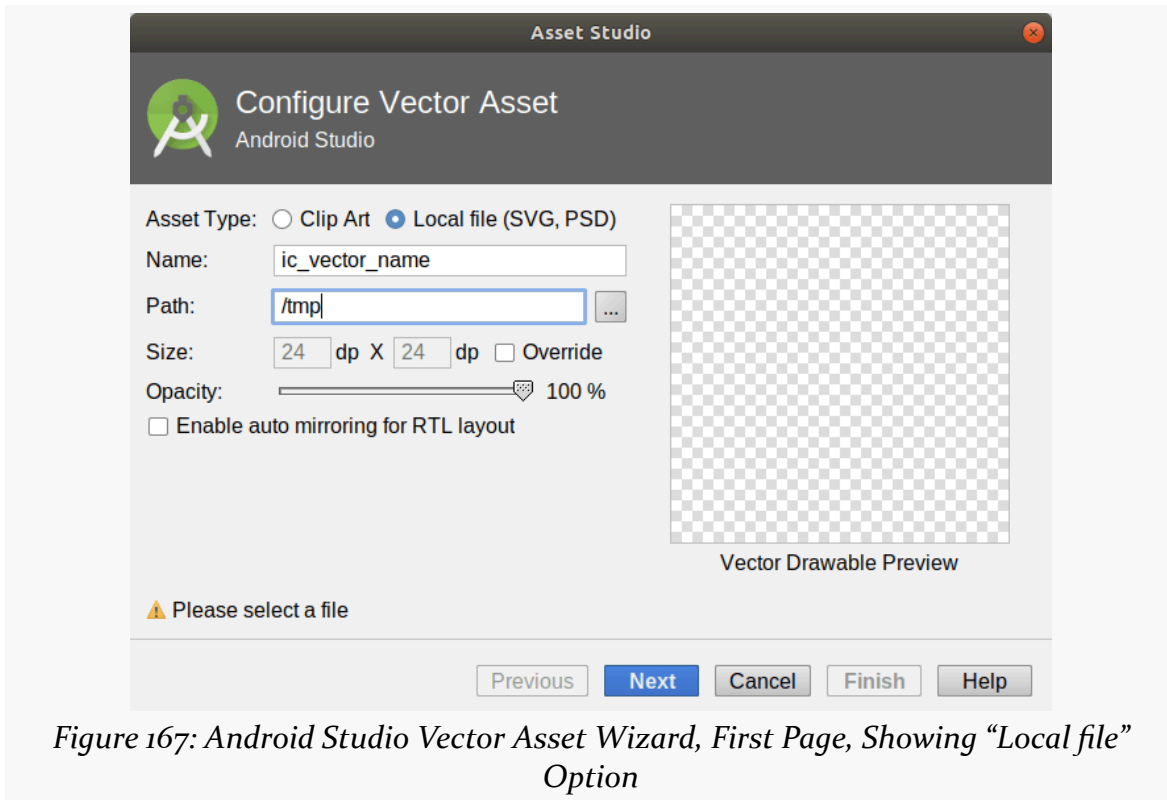 Asset Studio
Configure Vector Asset
Android Studio
Asset Type: Clip Art Local file (SVG, PSD)
Name: ic_vector_name
Path: /tmp ...
Size: 24 dp X 24 dp Override
Opacity: 100 %
Enable auto mirroring for RTL layout
Vector Drawable Preview
Please select a file
Previous Next Cancel Finish Help
Figure 167: Android Studio Vector Asset Wizard, First Page, Showing “Local file”
Option